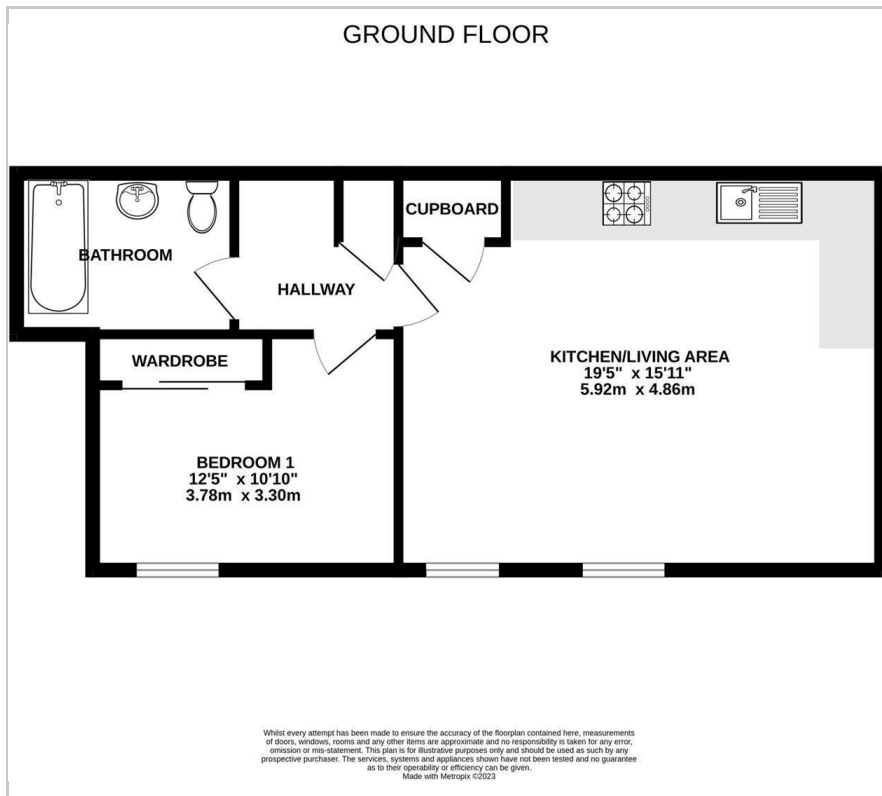 GROUND FLOOR
CUPBOARD
BATHROOM
HALLWAY
WARDROBE
KITCHEN/LIVING AREA
19'5" x 15'11"
5.92m x 4.86m
BEDROOM 1
12'5" x 10'10"
3.78m x 3.30m
Whilst every attempt has been made to ensure the accuracy of the floorplan contained here, measurements
of doors, windows, rooms and any other items are approximate and no responsibility is taken for any error,
omission or mis-statement. This plan is for illustrative purposes only and should be used as such by any
prospective purchaser. The services, systems and appliances shown have not been tested and no guarantee
as to their operability or efficiency can be given.
Made with Metropix ©2023